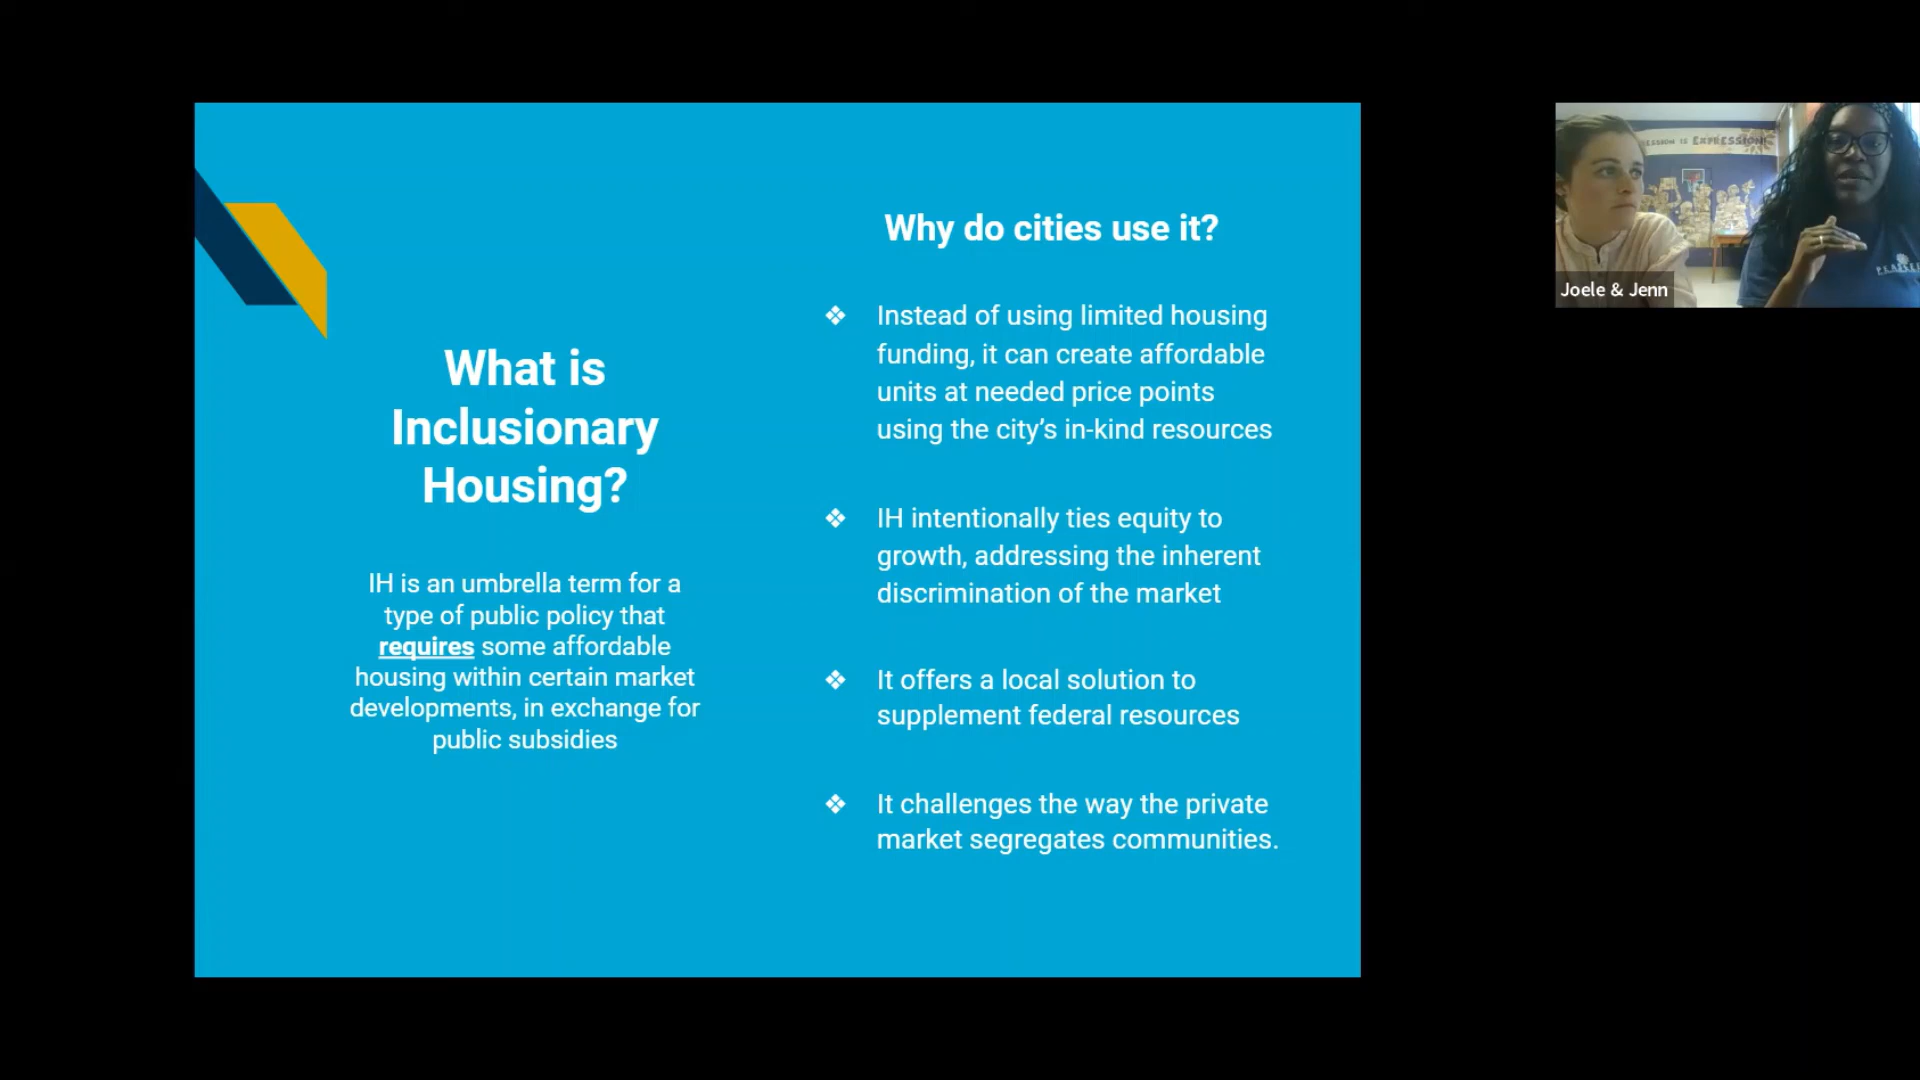 What is
Inclusionary
Housing?
IH is an umbrella term for a
type of public policy that
requires some affordable
housing within certain market
developments, in exchange for
public subsidies
Why do cities use it?
❖ Instead of using limited housing
funding, it can create affordable
units at needed price points
using the city’s in-kind resources
❖ IH intentionally ties equity to
growth, addressing the inherent
discrimination of the market
❖ It offers a local solution to
supplement federal resources
❖ It challenges the way the private
market segregates communities.
IS EXPRESSION
Joele & Jenn